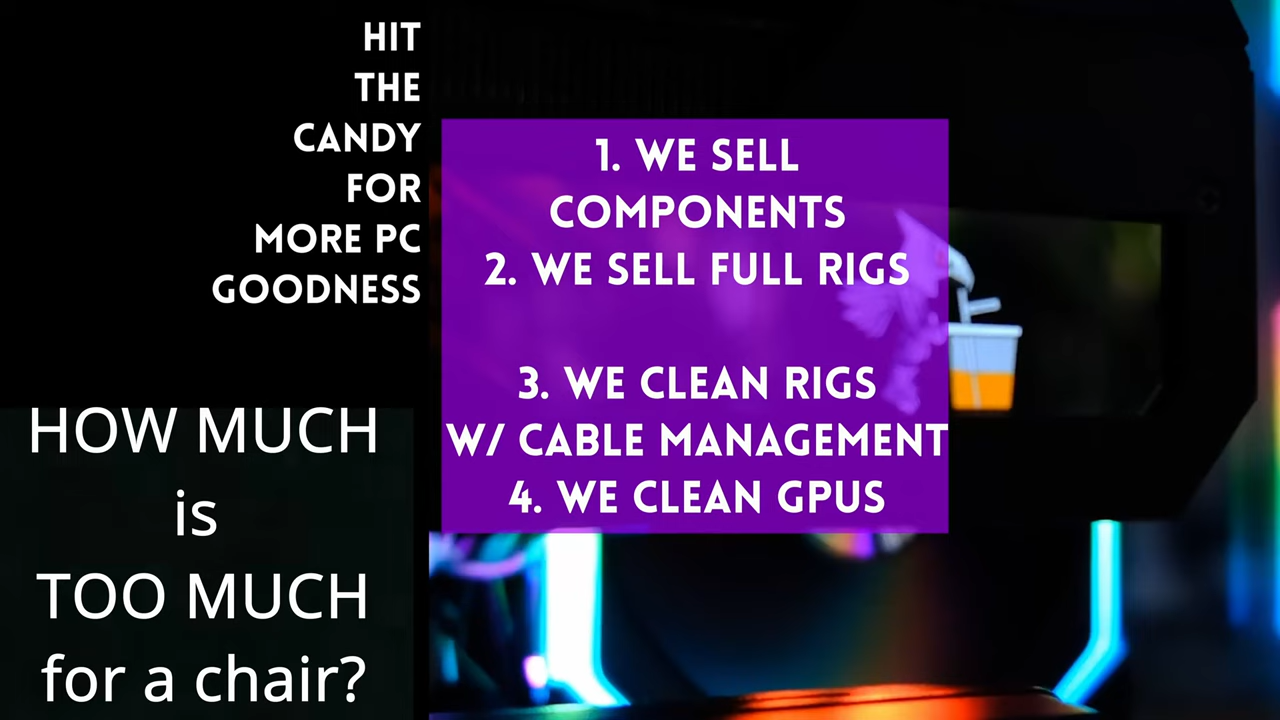 HIT
THE
CANDY
FOR
MORE PC
GOODNESS
HOW MUCH
is
TOO MUCH
for a chair?
1. WE SELL
COMPONENTS
2. WE SELL FULL RIGS
3. WE CLEAN RIGS
W/ CABLE MANAGEMENT
4. WE CLEAN GPUS